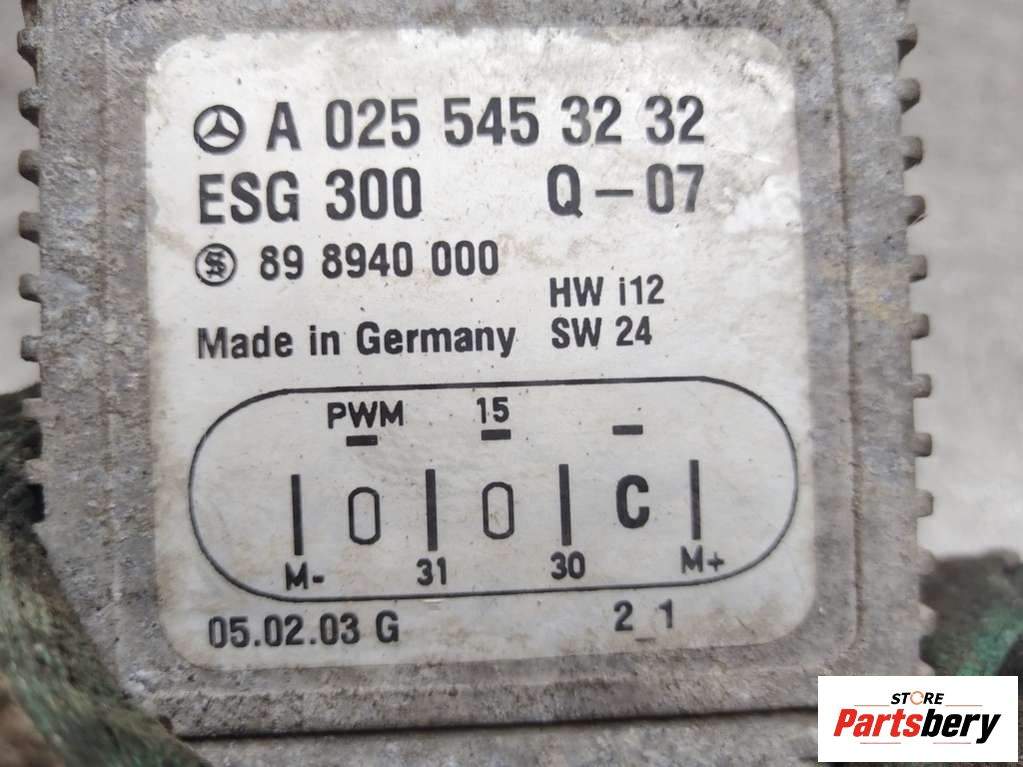 A 025 545 32 32
ESG 300 Q-07
89 8940 000
HW i12
Made in Germany SW 24
PWM 15
C
M- 31 30 M+
05.02.03 G 2_1
STORE
Partsbery